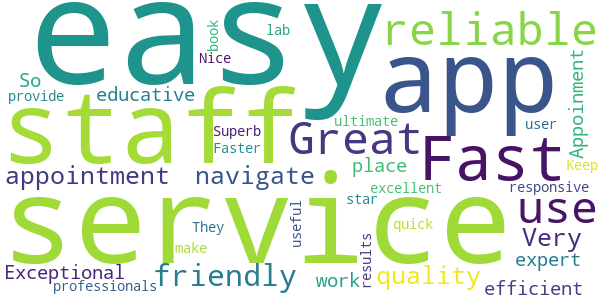 easy
reliable
app
lab
book
Nice
So
provide
educative
staff
Superb
Faster
ultimate
Great
user
Appoinment
Fast
Keep
place
appointment
navigate
excellent
responsive
service
star
use
useful
They
quick
make
Very
results
expert
Exceptional
professionals
friendly
work
quality
efficient